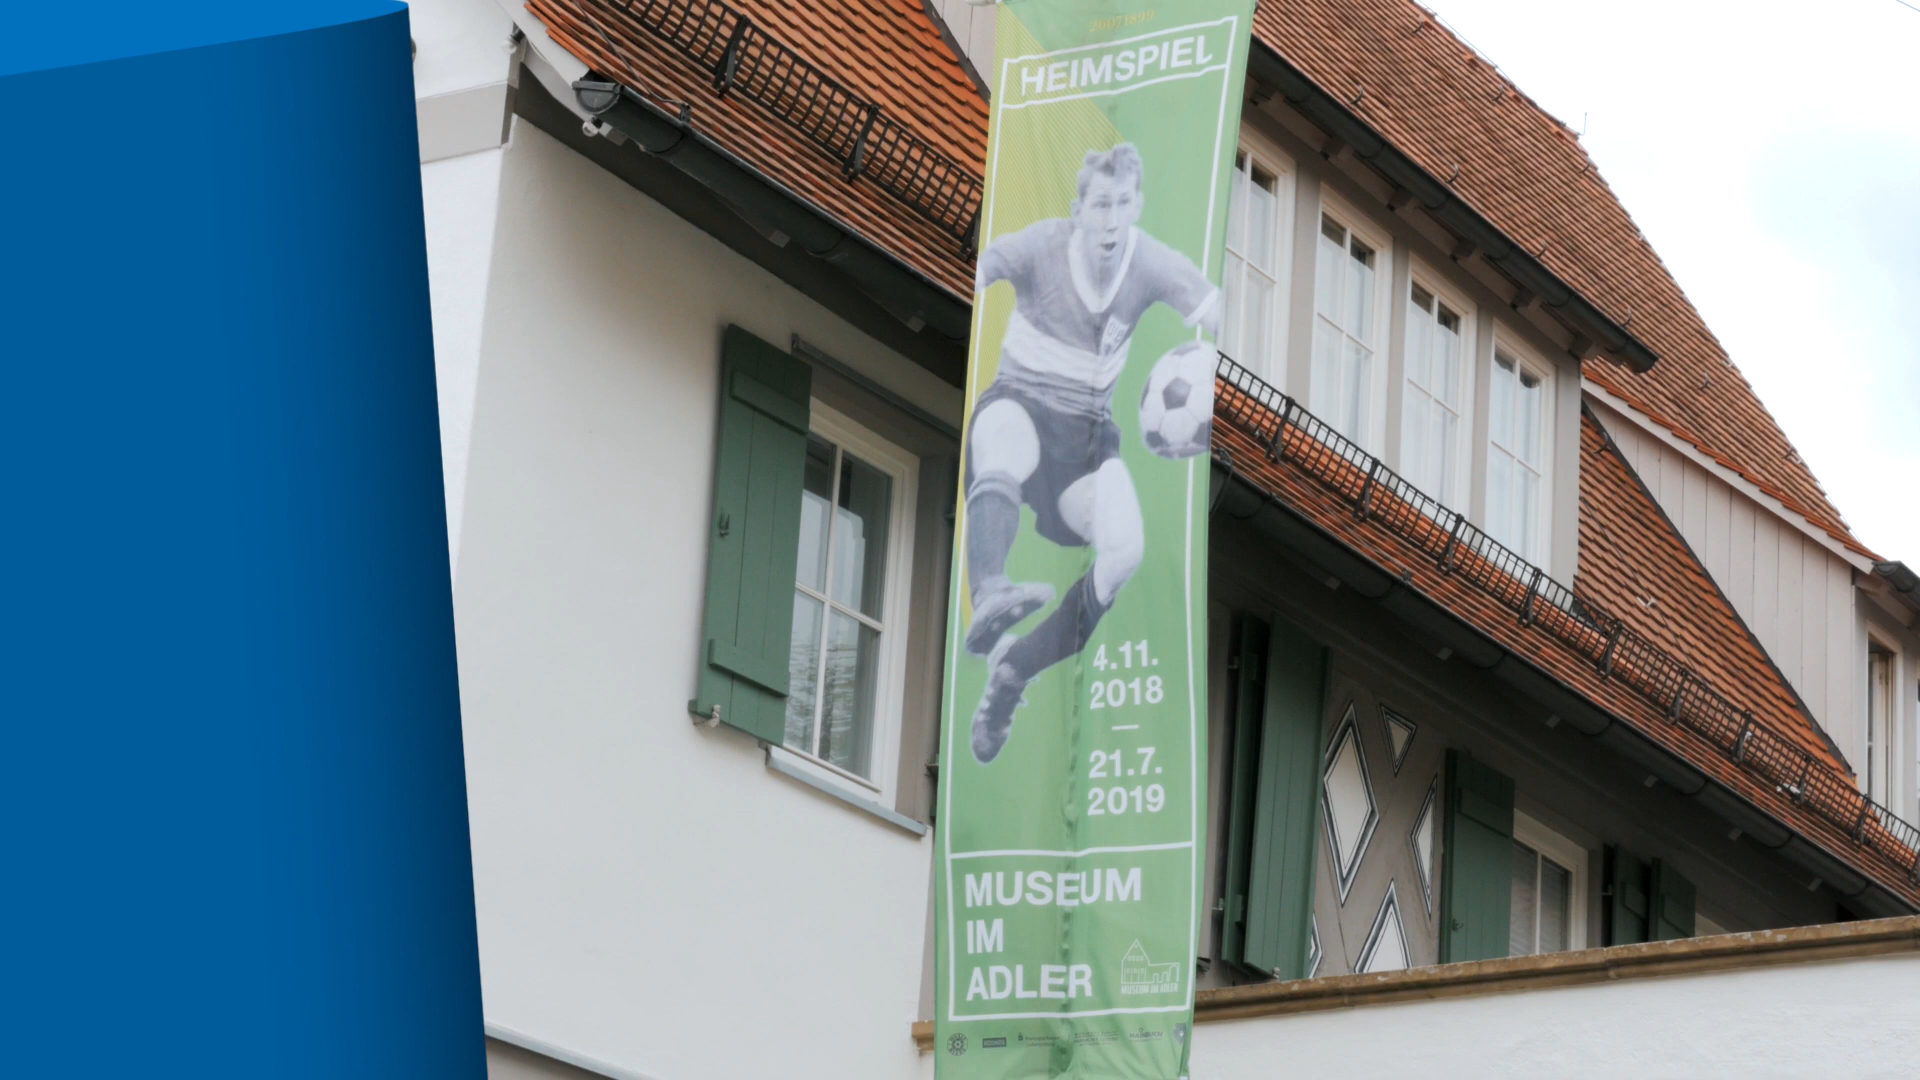 HEIMSPIEL
4.11.
2018
—
21.7.
2019
MUSEUM
IM
ADLER
MUSEUM IM ADLER